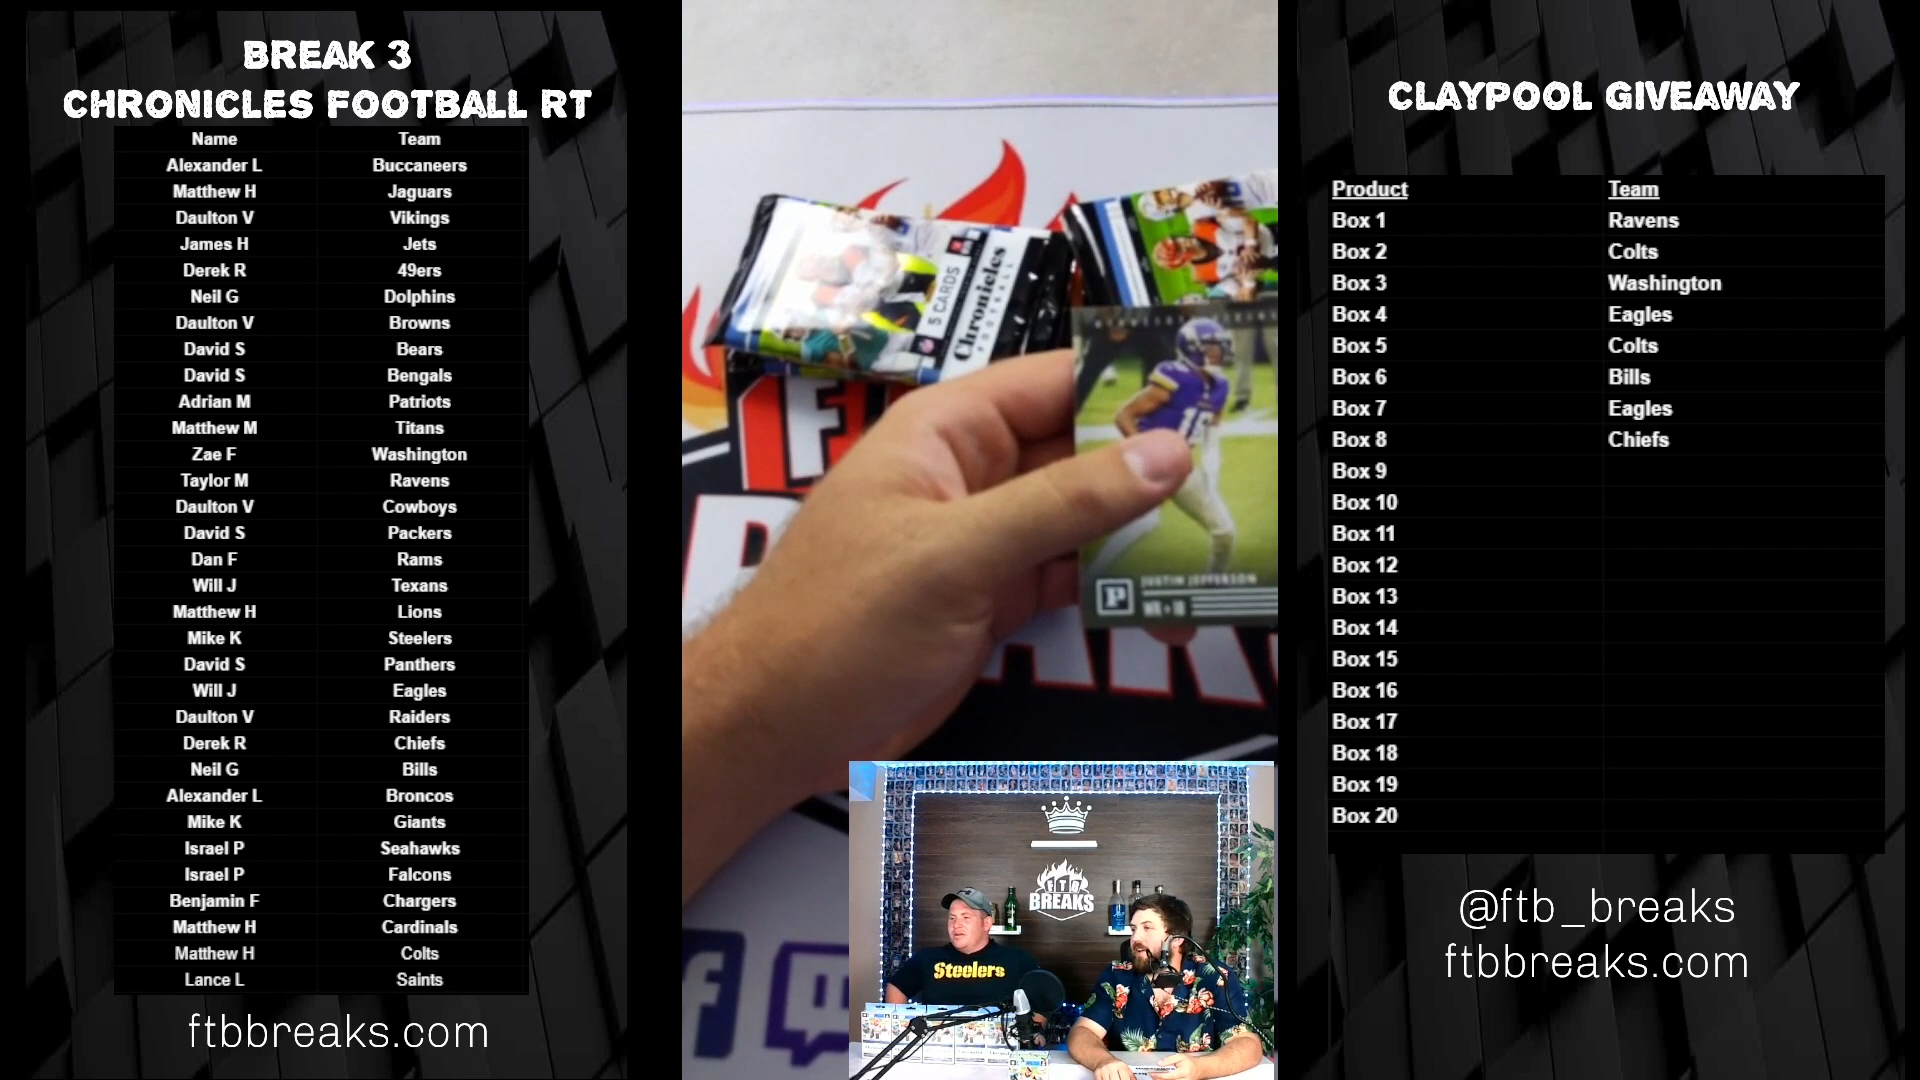 BREAK 3
CHRONICLES FOOTBALL RT
Name Team
Alexander L Buccaneers
Matthew H Jaguars
Daulton V Vikings
James H Jets
Derek R 49ers
Neil G Dolphins
Daulton V Browns
David S Bears
David S Bengals
Adrian M Patriots
Matthew M Titans
Zae F Washington
Taylor M Ravens
Daulton V Cowboys
David S Packers
Dan F Rams
Will J Texans
Matthew H Lions
Mike K Steelers
David S Panthers
Will J Eagles
Daulton V Raiders
Derek R Chiefs
Neil G Bills
Alexander L Broncos
Mike K Giants
Israel P Seahawks
Israel P Falcons
Benjamin F Chargers
Matthew H Cardinals
Matthew H Colts
Lance L Saints
ftbbreaks.com
5 CARDS
Chronicles
FOOTBALL
JUSTIN JEFFERSON
P
WR • 18
FTB
BREAKS
Steelers
CLAYPOOL GIVEAWAY
Product Team
Box 1 Ravens
Box 2 Colts
Box 3 Washington
Box 4 Eagles
Box 5 Colts
Box 6 Bills
Box 7 Eagles
Box 8 Chiefs
Box 9
Box 10
Box 11
Box 12
Box 13
Box 14
Box 15
Box 16
Box 17
Box 18
Box 19
Box 20
@ftb_breaks
ftbbreaks.com